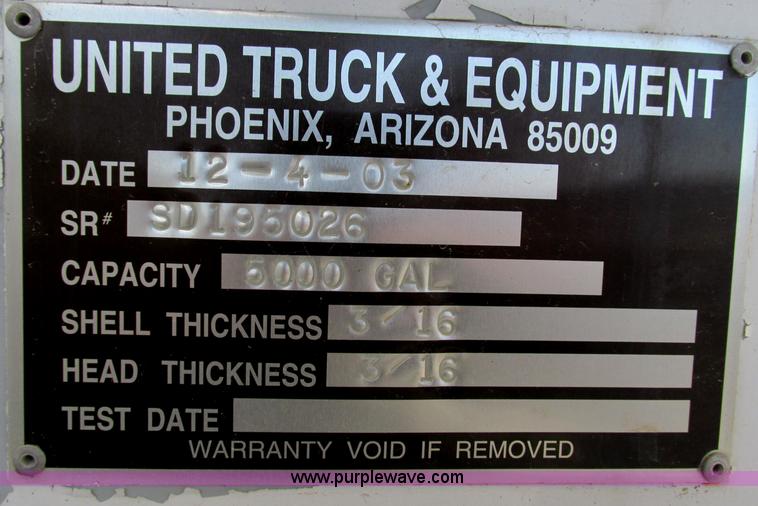 UNITED TRUCK & EQUIPMENT
PHOENIX, ARIZONA 85009
DATE 12-4-03
SR# SD195026
CAPACITY 5000 GAL
SHELL THICKNESS 3/16
HEAD THICKNESS 3/16
TEST DATE
WARRANTY VOID IF REMOVED
www.purplewave.com